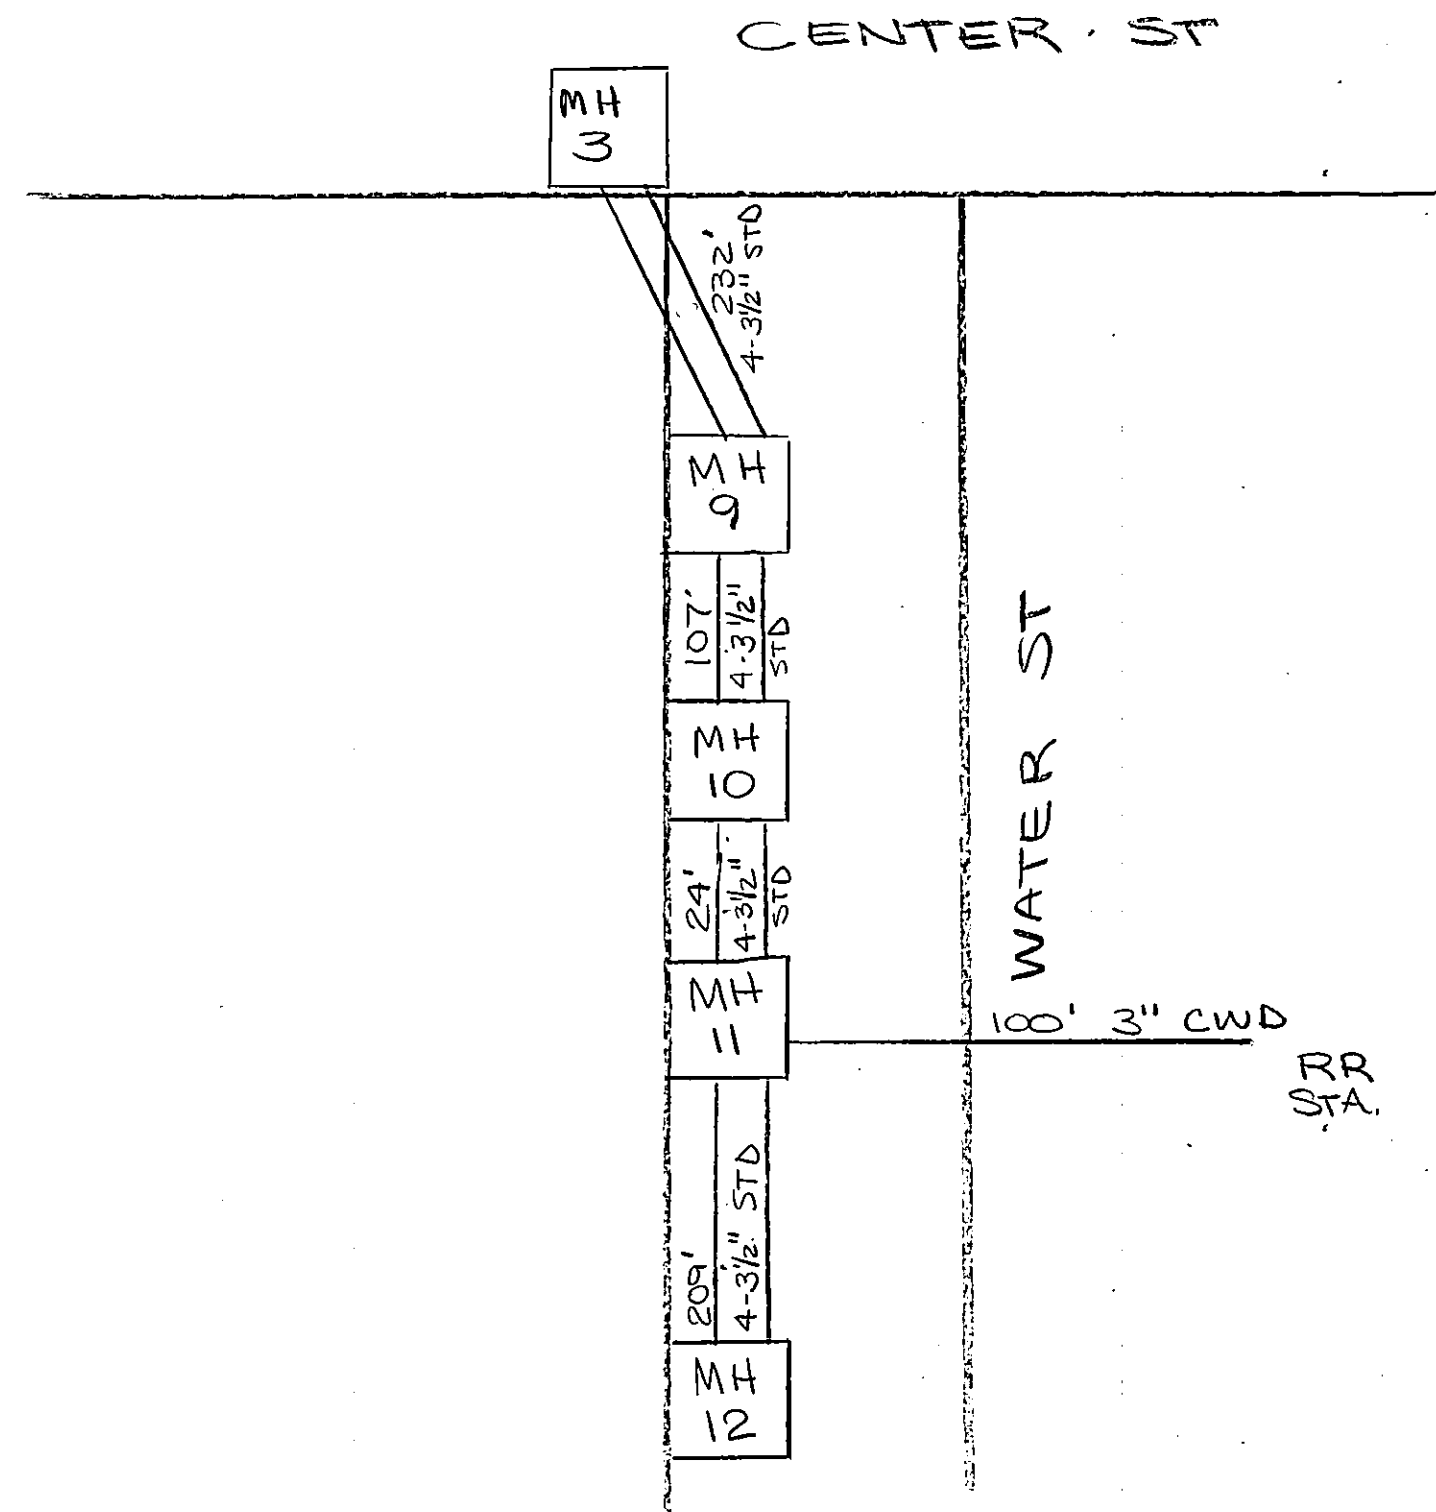 CENTER ST
MH
3
232'
4-3½" STD
MH
9
107'
4-3½"
STD
MH
10
24'
4-3½"
STD
WATER ST
MH
11
100' 3" CWD
RR
STA.
209'
4-3½" STD
MH
12